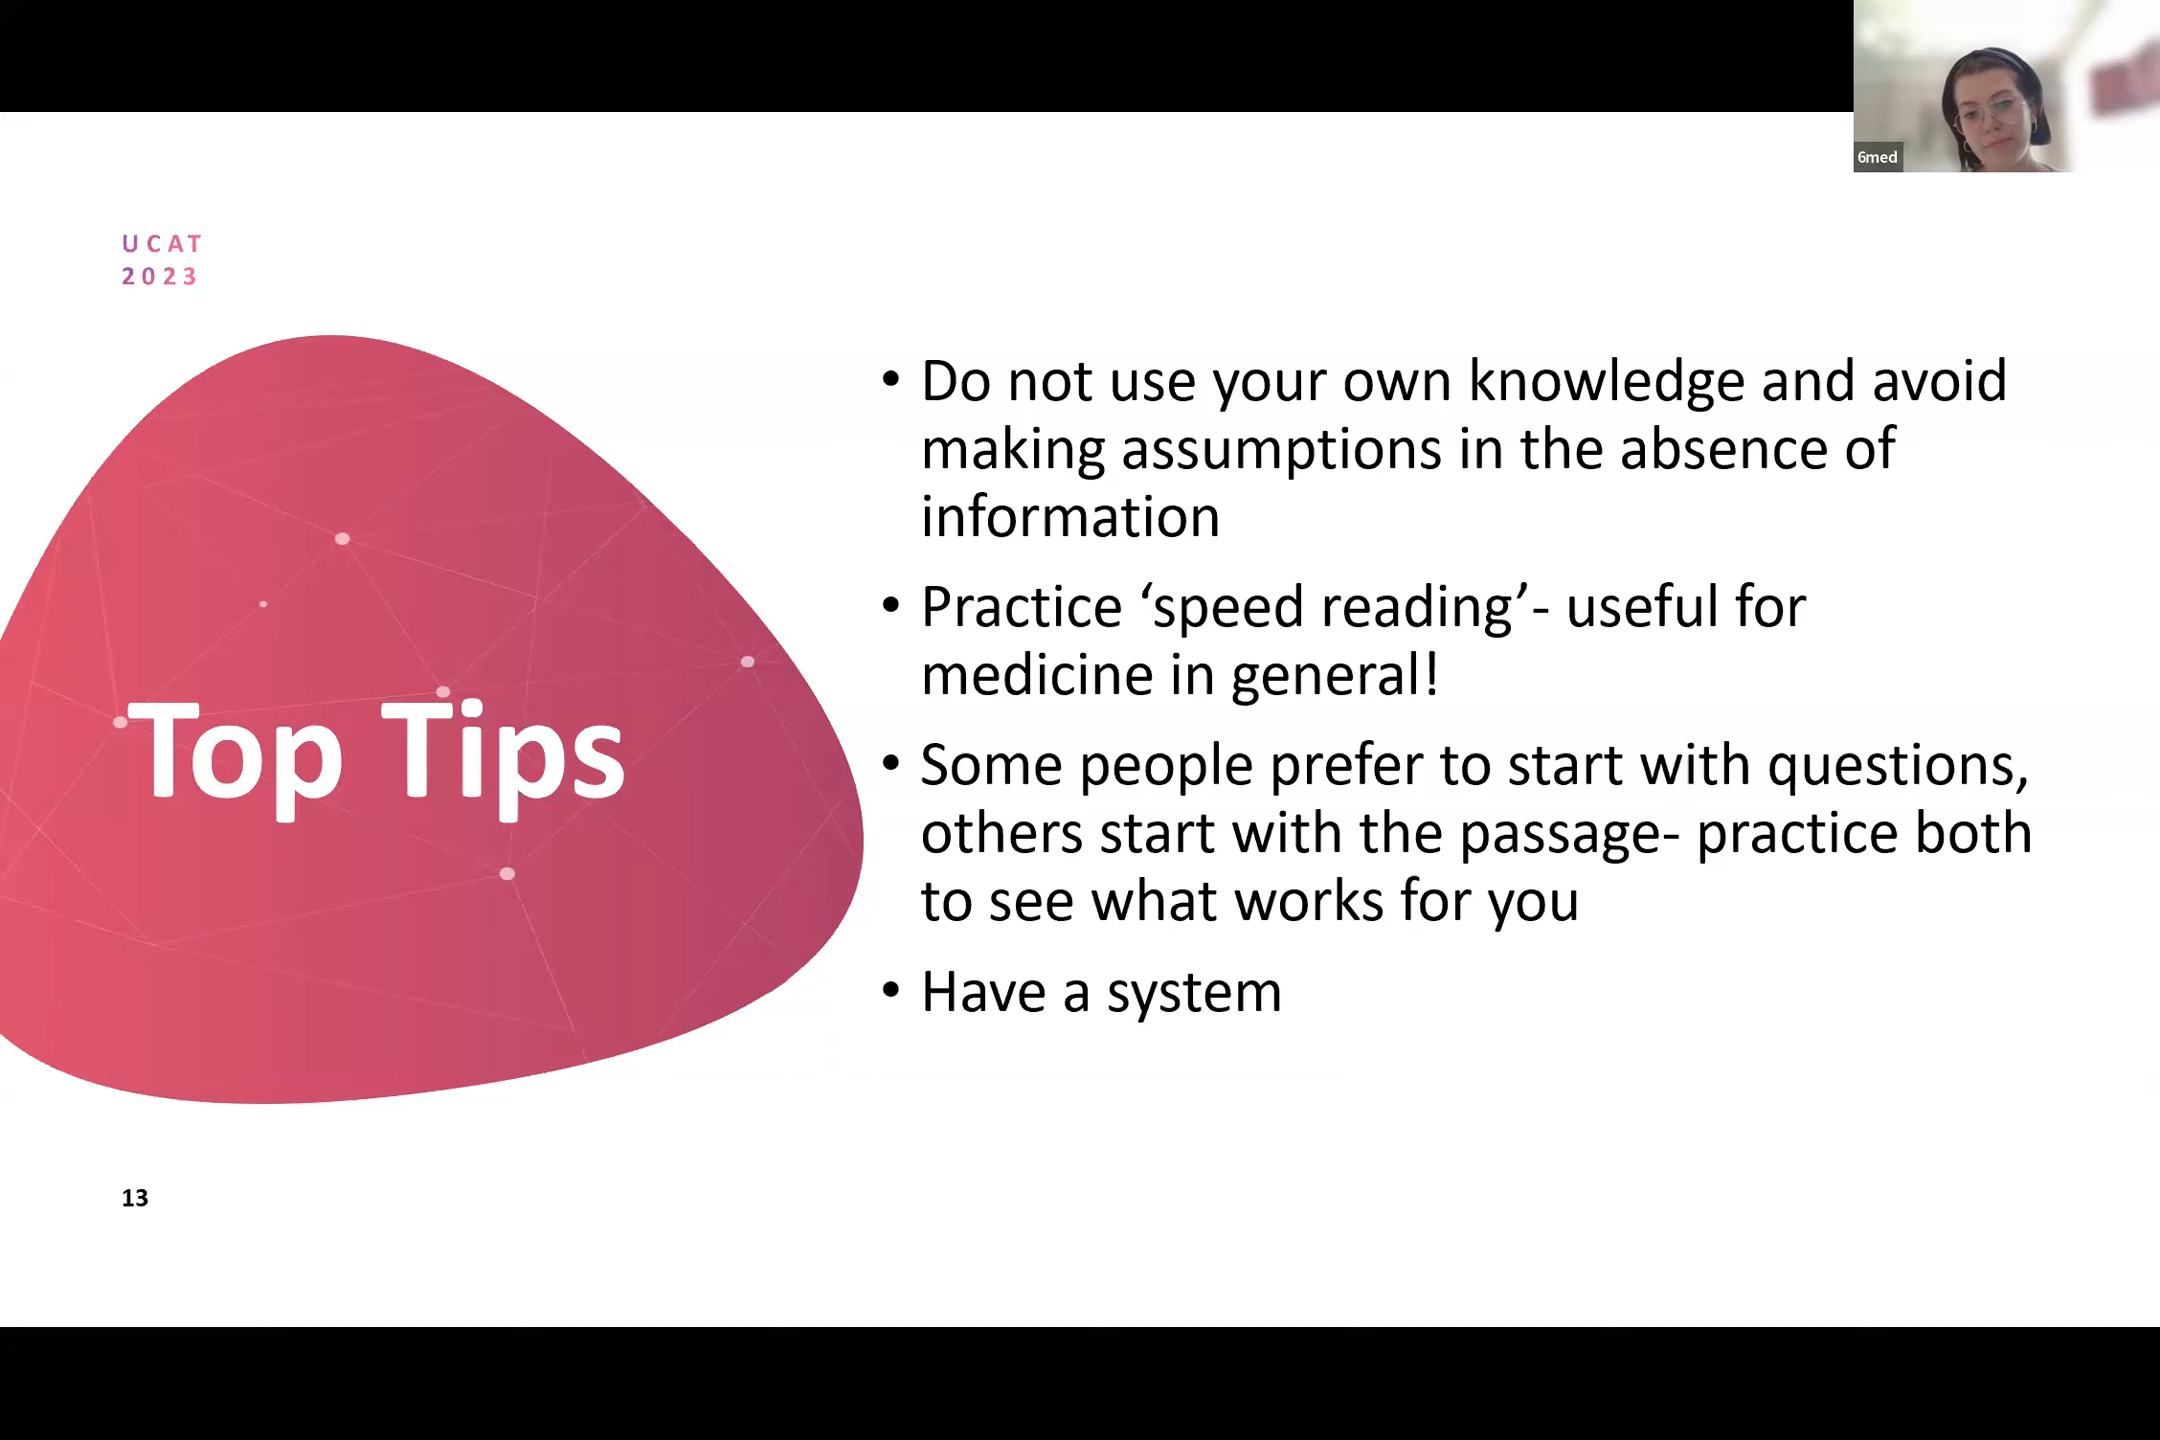 6med
UCAT
2023
Top Tips
• Do not use your own knowledge and avoid
making assumptions in the absence of
information
• Practice ‘speed reading’- useful for
medicine in general!
• Some people prefer to start with questions,
others start with the passage- practice both
to see what works for you
• Have a system
13